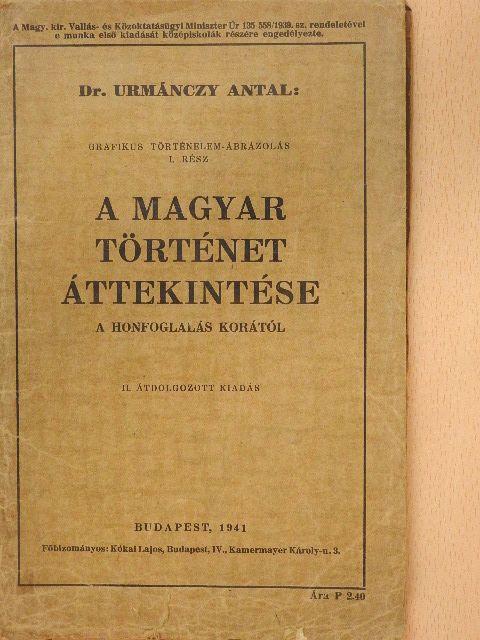 A Magy. kir. Vallás- és Közoktatásügyi Miniszter Úr 135 558/1939. sz. rendeletével
e munka első kiadását középiskolák részére engedélyezte.
Dr. URMÁNCZY ANTAL:
GRAFIKUS TÖRTÉNELEM-ÁBRÁZOLÁS
I. RÉSZ
A MAGYAR
TÖRTÉNET
ÁTTEKINTÉSE
A HONFOGLALÁS KORÁTÓL
II. ÁTDOLGOZOTT KIADÁS
BUDAPEST, 1941
Főbizományos: Kókai Lajos, Budapest, IV., Kamermayer Károly-u. 3.
Ára P 2.40